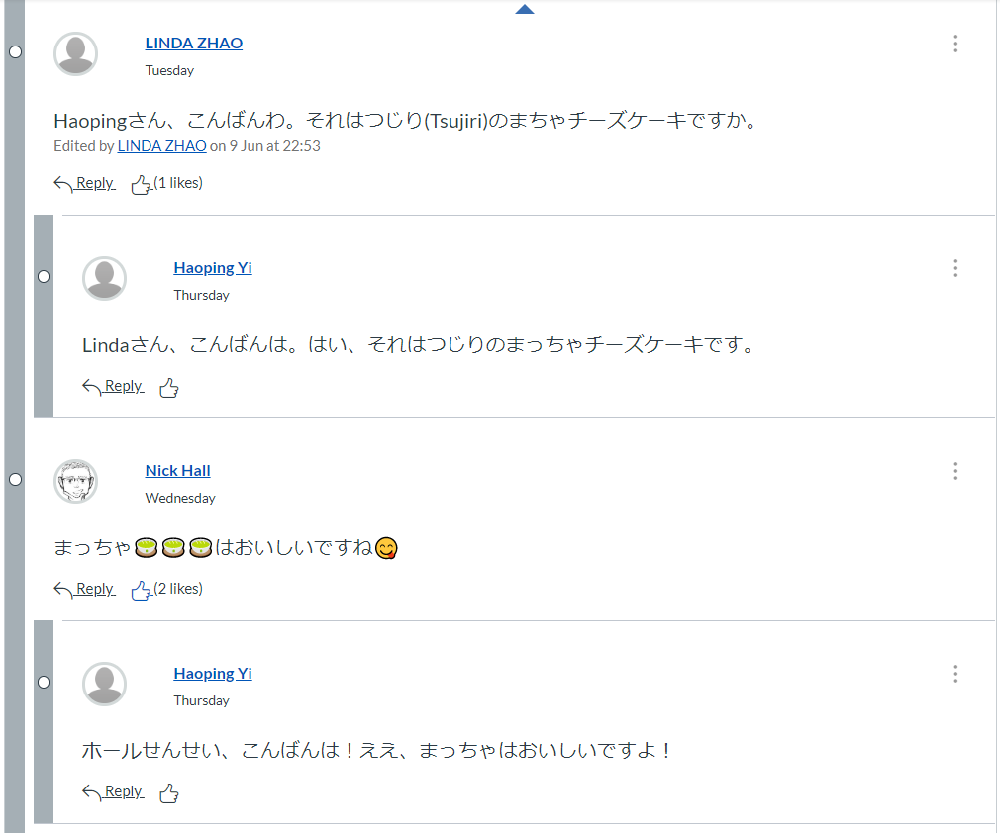 LINDA ZHAO
Tuesday
Haopingさん、こんばんわ。それはつじり(Tsujiri)のまちゃチーズケーキですか。
Edited by LINDA ZHAO on 9 Jun at 22:53
Reply (1 likes)
Haoping Yi
Thursday
Lindaさん、こんばんは。はい、それはつじりのまっちゃチーズケーキです。
Reply
Nick Hall
Wednesday
まっちゃ🍵🍵🍵はおいしいですね😋
Reply (2 likes)
Haoping Yi
Thursday
ホールせんせい、こんばんは！ええ、まっちゃはおいしいですよ！
Reply